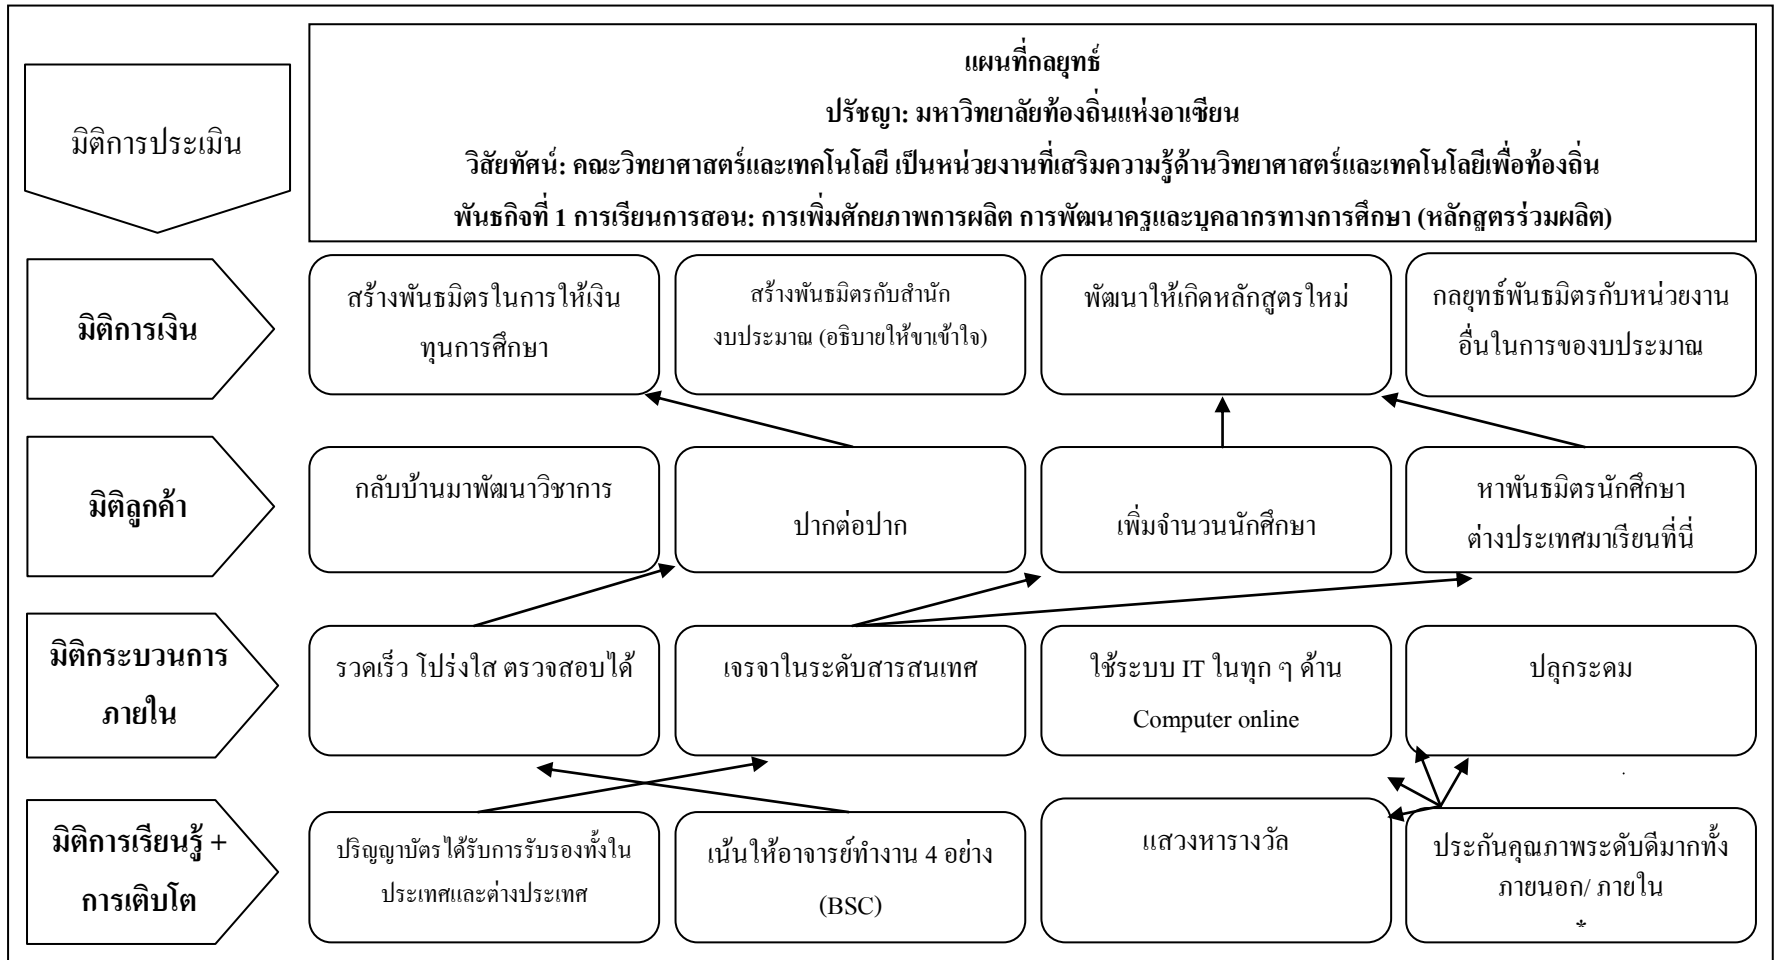 แผนที่กลยุทธ์
ปรัชญา: มหาวิทยาลัยท้องถิ่นแห่งอาเซียน
วิสัยทัศน์: คณะวิทยาศาสตร์และเทคโนโลยี เป็นหน่วยงานที่เสริมความรู้ด้านวิทยาศาสตร์และเทคโนโลยีเพื่อท้องถิ่น
พันธกิจที่ 1 การเรียนการสอน: การเพิ่มศักยภาพการผลิต การพัฒนาครูและบุคลากรทางการศึกษา (หลักสูตรร่วมผลิต)
มิติการประเมิน
มิติการเงิน
สร้างพันธมิตรในการให้เงิน
ทุนการศึกษา
สร้างพันธมิตรกับสำนัก
งบประมาณ (อธิบายให้ขาเข้าใจ)
พัฒนาให้เกิดหลักสูตรใหม่
กลยุทธ์พันธมิตรกับหน่วยงาน
อื่นในการของบประมาณ
มิติลูกค้า
กลับบ้านมาพัฒนาวิชาการ
ปากต่อปาก
เพิ่มจำนวนนักศึกษา
หาพันธมิตรนักศึกษา
ต่างประเทศมาเรียนที่นี่
มิติกระบวนการ
ภายใน
รวดเร็ว โปร่งใส ตรวจสอบได้
เจรจาในระดับสารสนเทศ
ใช้ระบบ IT ในทุก ๆ ด้าน
Computer online
ปลุกระดม
มิติการเรียนรู้ +
การเติบโต
ปริญญาบัตรได้รับการรับรองทั้งใน
ประเทศและต่างประเทศ
เน้นให้อาจารย์ทำงาน 4 อย่าง
(BSC)
แสวงหารางวัล
ประกันคุณภาพระดับดีมากทั้ง
ภายนอก/ ภายใน
*